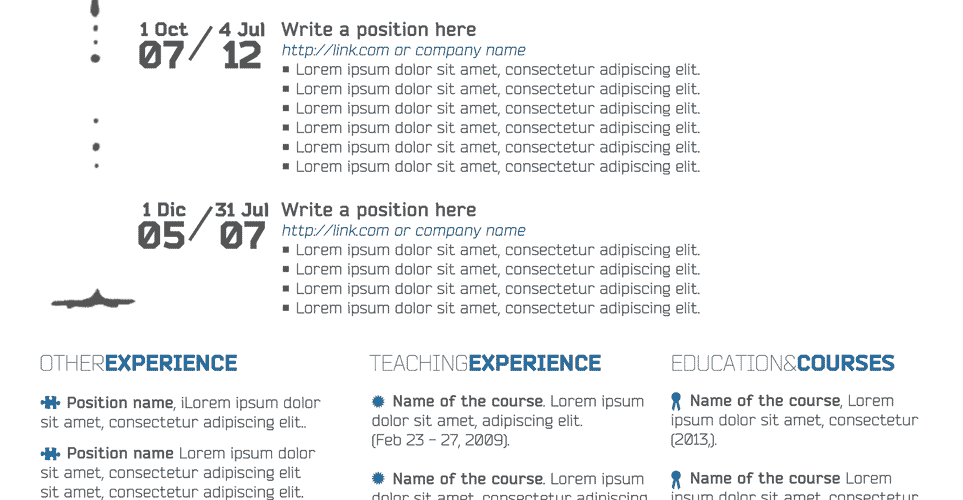 1 Oct 4 Jul
07 / 12
Write a position here
http://link.com or company name
▪ Lorem ipsum dolor sit amet, consectetur adipiscing elit.
▪ Lorem ipsum dolor sit amet, consectetur adipiscing elit.
▪ Lorem ipsum dolor sit amet, consectetur adipiscing elit.
▪ Lorem ipsum dolor sit amet, consectetur adipiscing elit.
▪ Lorem ipsum dolor sit amet, consectetur adipiscing elit.
▪ Lorem ipsum dolor sit amet, consectetur adipiscing elit.
1 Dic 31 Jul
05 / 07
Write a position here
http://link.com or company name
▪ Lorem ipsum dolor sit amet, consectetur adipiscing elit.
▪ Lorem ipsum dolor sit amet, consectetur adipiscing elit.
▪ Lorem ipsum dolor sit amet, consectetur adipiscing elit.
▪ Lorem ipsum dolor sit amet, consectetur adipiscing elit.
OTHEREXPERIENCE
Position name, iLorem ipsum dolor
sit amet, consectetur adipiscing elit..
Position name Lorem ipsum dolor
sit amet, consectetur adipiscing elit
sit amet, consectetur adipiscing elit.
TEACHINGEXPERIENCE
Name of the course. Lorem ipsum
dolor sit amet, adipiscing elit.
(Feb 23 - 27, 2009).
Name of the course. Lorem ipsum
dolor sit amet, consectetur adipiscing
EDUCATION&COURSES
Name of the course, Lorem
ipsum dolor sit amet, consectetur
(2013,).
Name of the course Lorem
ipsum dolor sit amet, consectetur